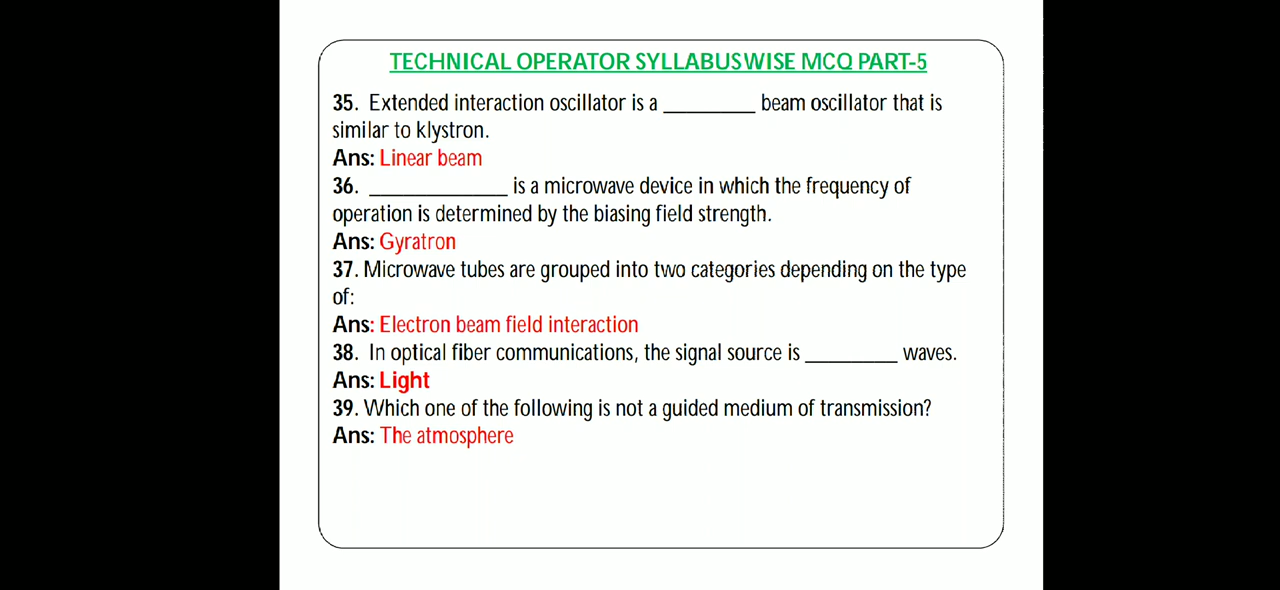 TECHNICAL OPERATOR SYLLABUSWISE MCQ PART-5
35. Extended interaction oscillator is a _________ beam oscillator that is
similar to klystron.
Ans: Linear beam
36. ______________ is a microwave device in which the frequency of
operation is determined by the biasing field strength.
Ans: Gyratron
37. Microwave tubes are grouped into two categories depending on the type
of:
Ans: Electron beam field interaction
38. In optical fiber communications, the signal source is _________ waves.
Ans: Light
39. Which one of the following is not a guided medium of transmission?
Ans: The atmosphere